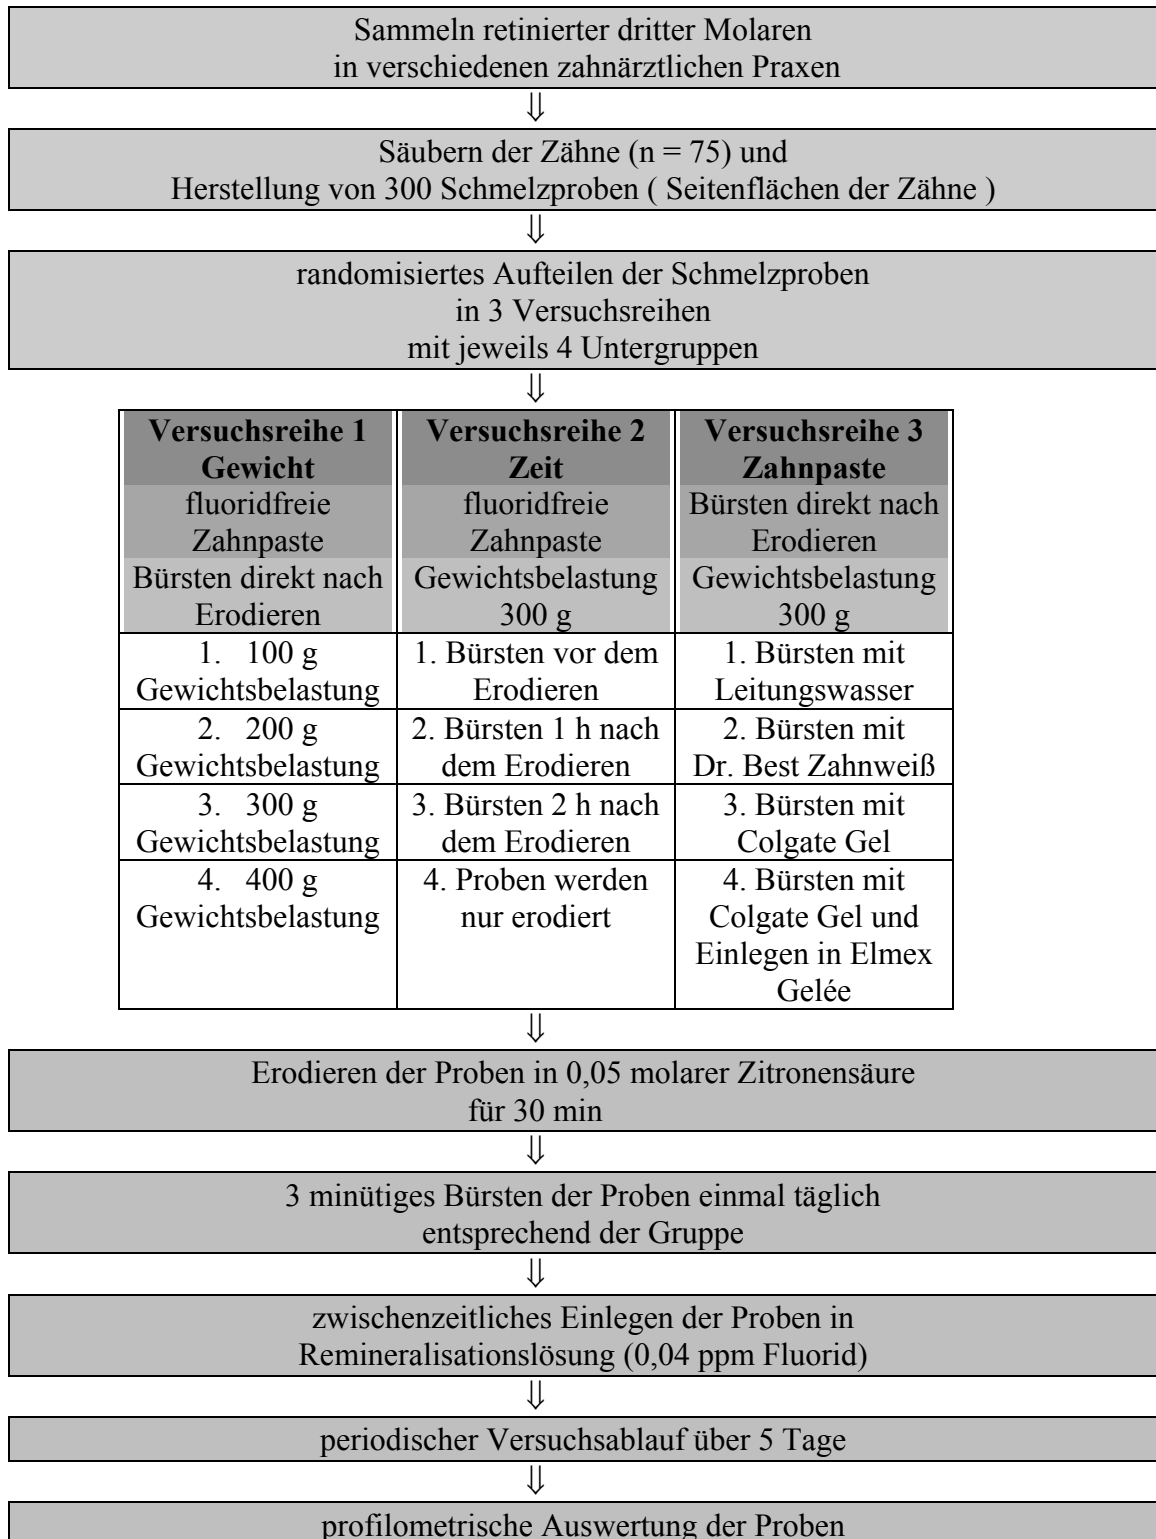 Sammeln retinierter dritter Molaren
in verschiedenen zahnärztlichen Praxen
⇓
Säubern der Zähne (n = 75) und
Herstellung von 300 Schmelzproben ( Seitenflächen der Zähne )
⇓
randomisiertes Aufteilen der Schmelzproben
in 3 Versuchsreihen
mit jeweils 4 Untergruppen
⇓
Versuchsreihe 1
Gewicht
fluoridfreie
Zahnpaste
Bürsten direkt nach
Erodieren
Versuchsreihe 2
Zeit
fluoridfreie
Zahnpaste
Gewichtsbelastung
300 g
Versuchsreihe 3
Zahnpaste
Bürsten direkt nach
Erodieren
Gewichtsbelastung
300 g
1. 100 g
Gewichtsbelastung
1. Bürsten vor dem
Erodieren
1. Bürsten mit
Leitungswasser
2. 200 g
Gewichtsbelastung
2. Bürsten 1 h nach
dem Erodieren
2. Bürsten mit
Dr. Best Zahnweiß
3. 300 g
Gewichtsbelastung
3. Bürsten 2 h nach
dem Erodieren
3. Bürsten mit
Colgate Gel
4. 400 g
Gewichtsbelastung
4. Proben werden
nur erodiert
4. Bürsten mit
Colgate Gel und
Einlegen in Elmex
Gelée
⇓
Erodieren der Proben in 0,05 molarer Zitronensäure
für 30 min
⇓
3 minütiges Bürsten der Proben einmal täglich
entsprechend der Gruppe
⇓
zwischenzeitliches Einlegen der Proben in
Remineralisationslösung (0,04 ppm Fluorid)
⇓
periodischer Versuchsablauf über 5 Tage
⇓
profilometrische Auswertung der Proben